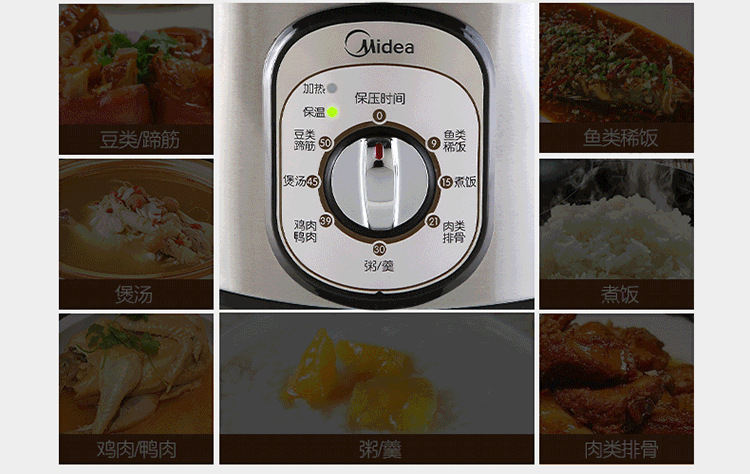 Midea
加热
保温
保压时间
0
豆类
蹄筋
50
9
鱼类
稀饭
煲汤
45
15
煮饭
鸡肉
鸭肉
39
21
肉类
排骨
30
粥/羹
豆类/蹄筋
鱼类稀饭
煲汤
煮饭
鸡肉/鸭肉
粥/羹
肉类排骨